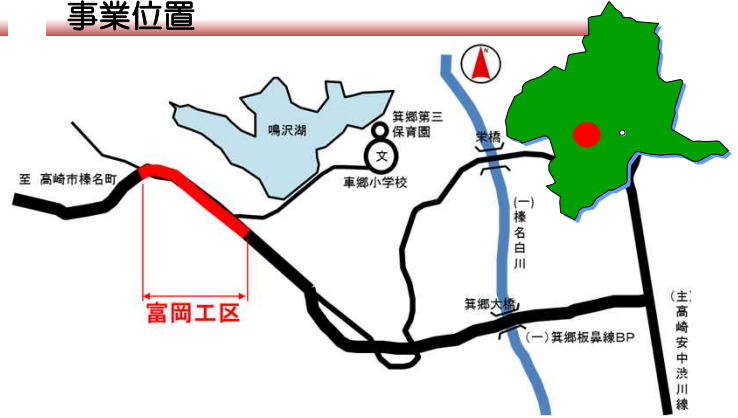 事業位置
N
箕郷第三
保育園
鳴沢湖
栄橋
文
至 高崎市榛名町
車郷小学校
(一)榛名白川
富岡工区
箕郷大橋
(一)箕郷板鼻線BP
(主)高崎安中渋川線